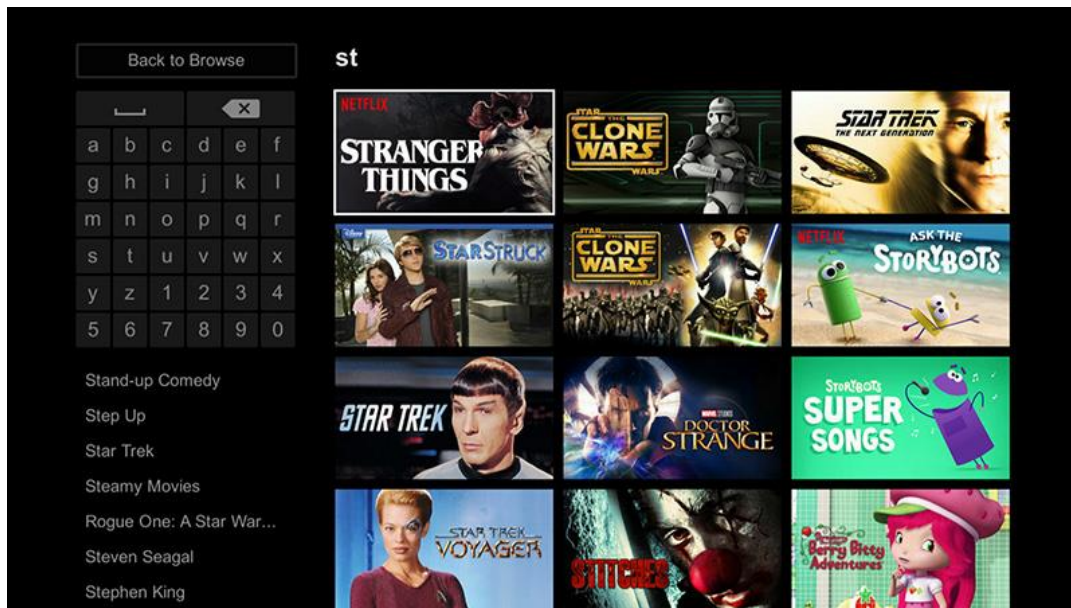 Back to Browse
st
a b c d e f
g h i j k l
m n o p q r
s t u v w x
y z 1 2 3 4
5 6 7 8 9 0
Stand-up Comedy
Step Up
Star Trek
Steamy Movies
Rogue One: A Star War...
Steven Seagal
Stephen King
NETFLIX
STRANGER
THINGS
STAR
THE
CLONE
WARS
WARS
STAR TREK
THE NEXT GENERATION
Disney
STARSTRUCK
STAR
THE
CLONE
WARS
WARS
NETFLIX
ASK THE
STORYBOTS
STAR TREK
MARVEL STUDIOS
DOCTOR
STRANGE
STORYBOTS
SUPER
SONGS
STAR TREK
VOYAGER
STITCHES
Berry Bitty
Adventures